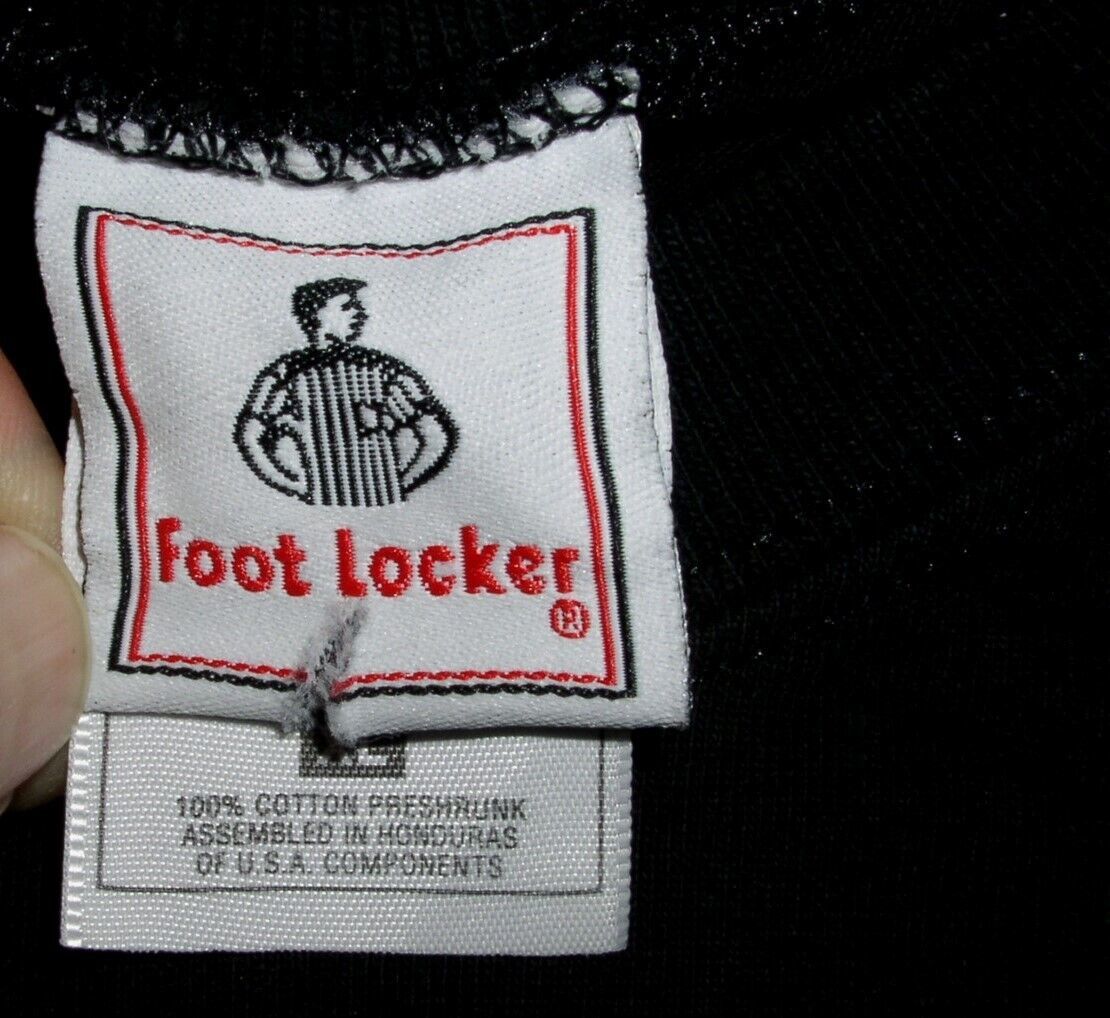 Foot Locker
®
100% COTTON PRESHRUNK
ASSEMBLED IN HONDURAS
OF U.S.A. COMPONENTS